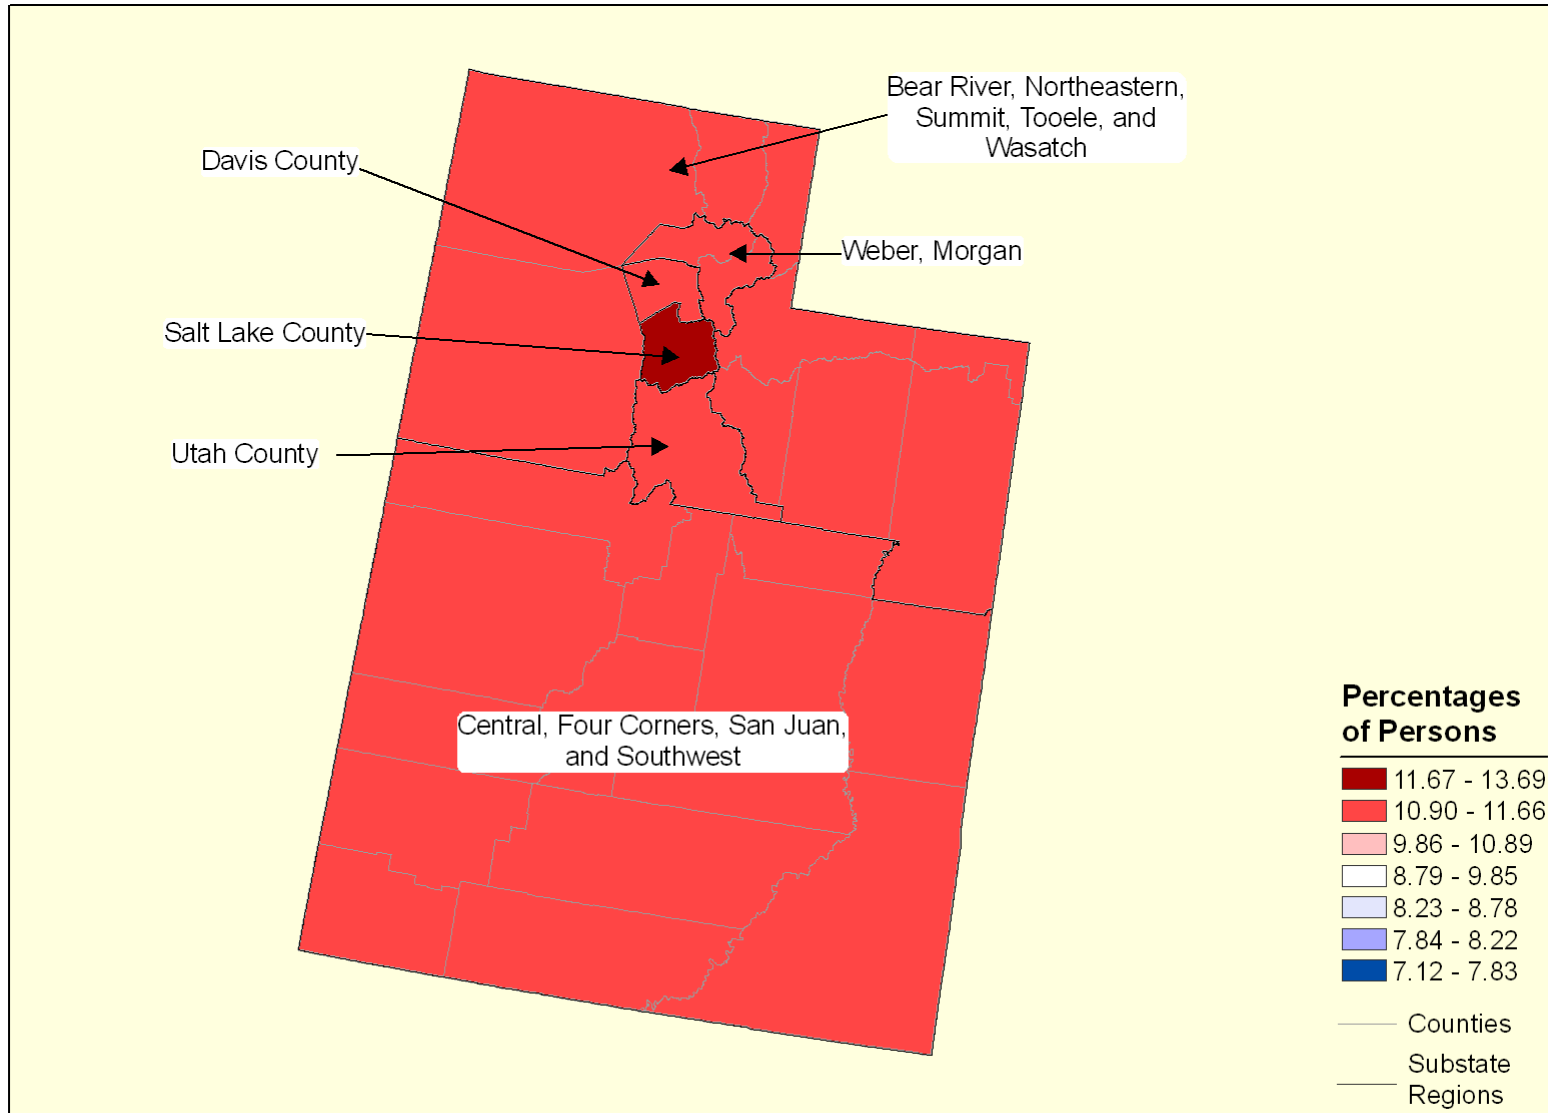 Bear River, Northeastern,
Summit, Tooele, and
Wasatch
Davis County
Weber, Morgan
Salt Lake County
Utah County
Central, Four Corners, San Juan,
and Southwest
Percentages
of Persons
11.67 - 13.69
10.90 - 11.66
9.86 - 10.89
8.79 - 9.85
8.23 - 8.78
7.84 - 8.22
7.12 - 7.83
Counties
Substate
Regions